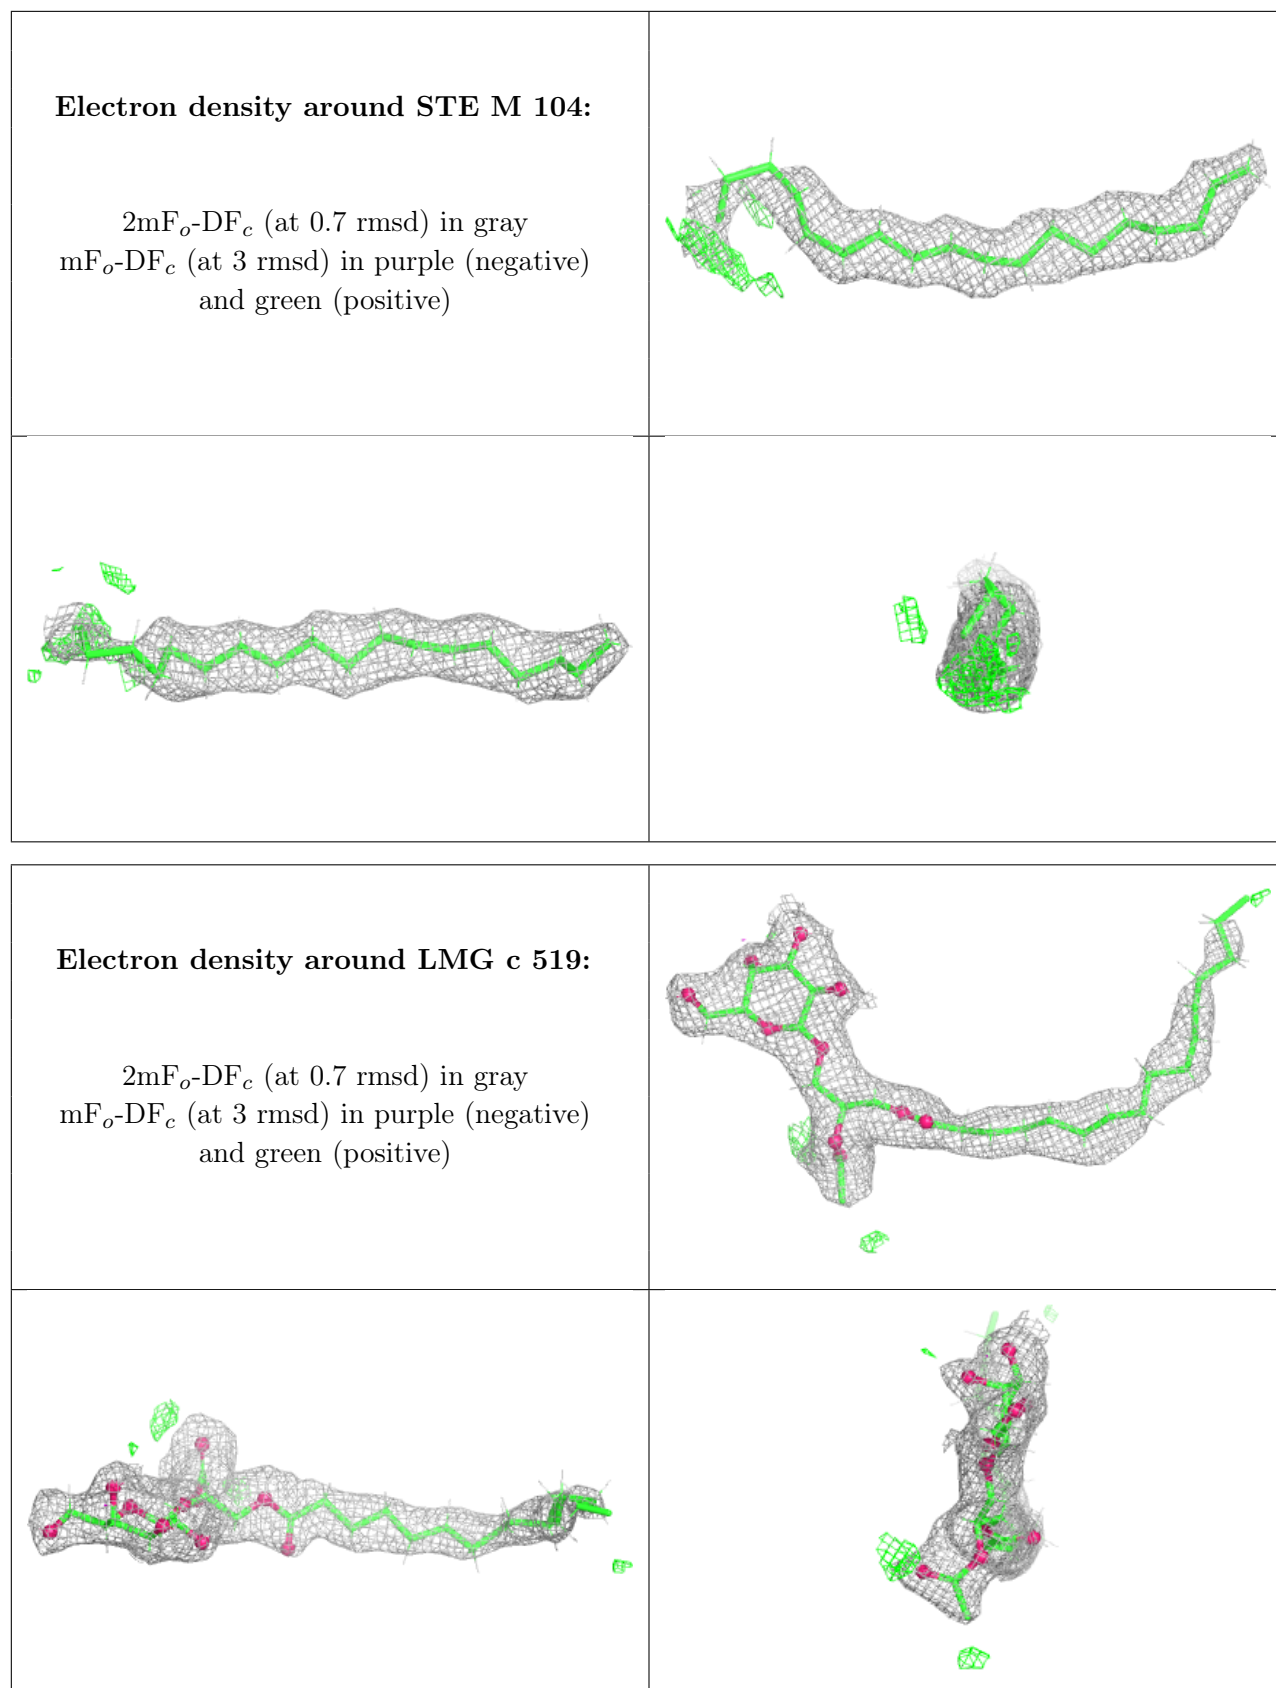 Electron density around STE M 104:
2mFo-DFc (at 0.7 rmsd) in gray
mFo-DFc (at 3 rmsd) in purple (negative)
and green (positive)
Electron density around LMG c 519:
2mFo-DFc (at 0.7 rmsd) in gray
mFo-DFc (at 3 rmsd) in purple (negative)
and green (positive)